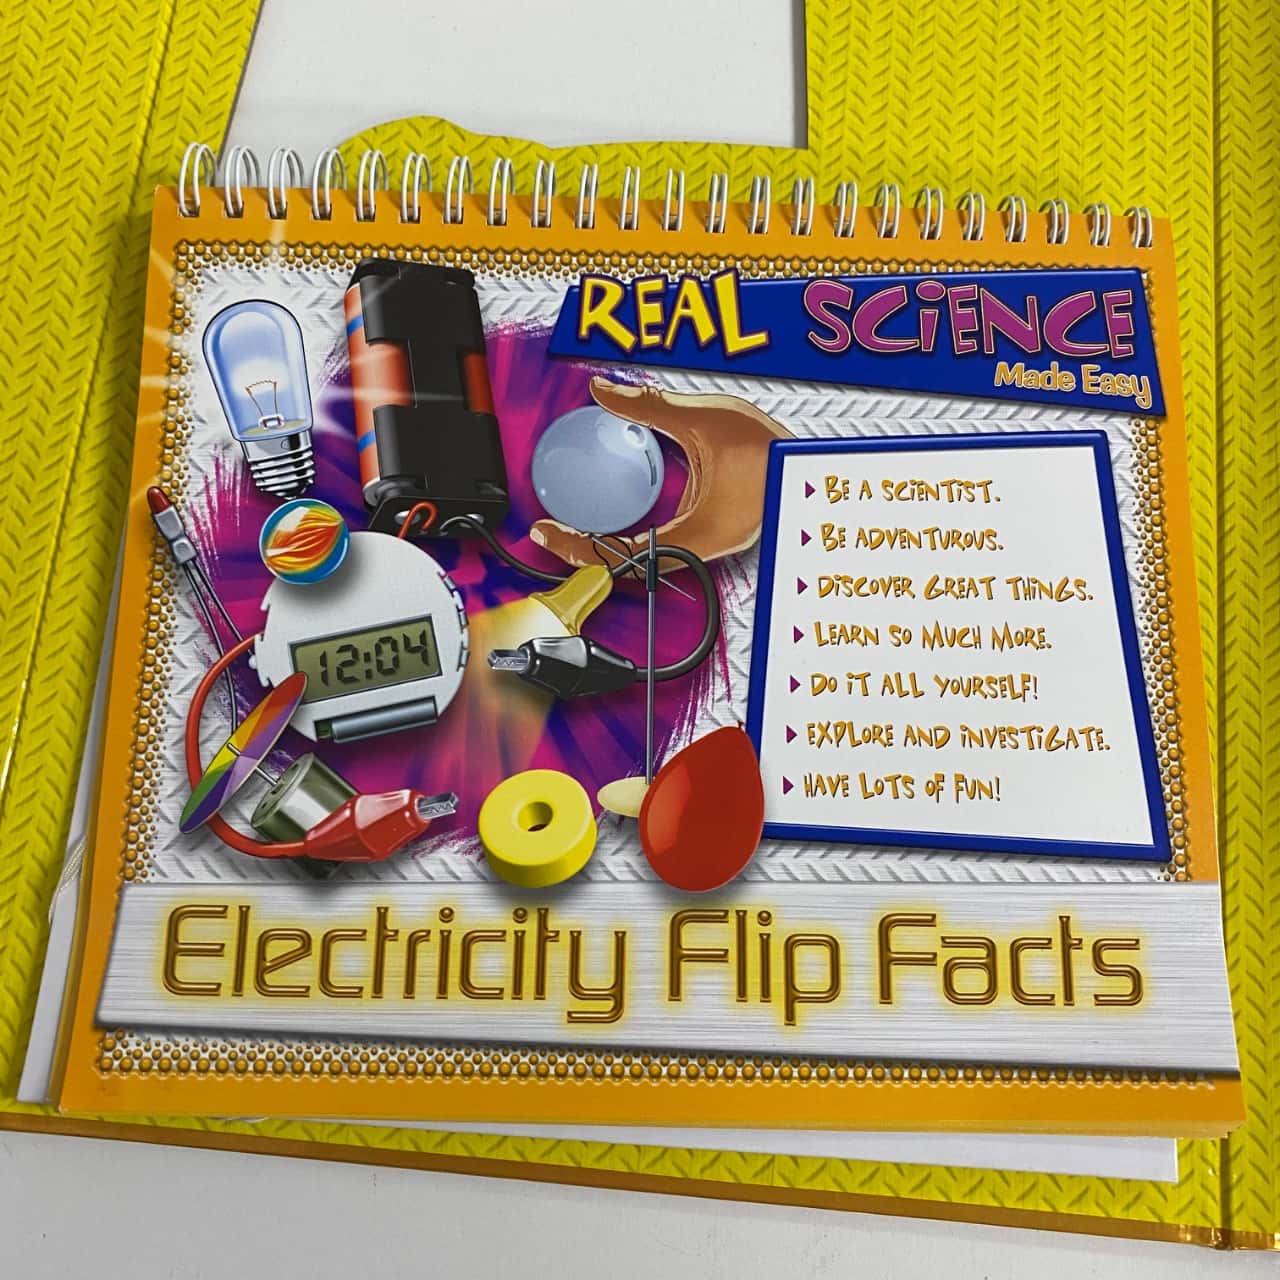 REAL SCIENCE
Made Easy
BE A SCIENTIST.
BE ADVENTUROUS.
DISCOVER GREAT THINGS.
LEARN SO MUCH MORE.
DO IT ALL YOURSELF!
EXPLORE AND INVESTIGATE.
HAVE LOTS OF FUN!
12:04
Electricity Flip Facts